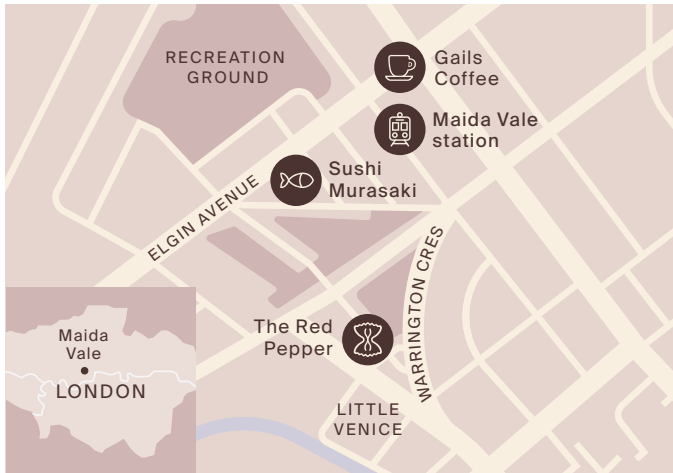 RECREATION
GROUND
Gails
Coffee
Maida Vale
station
Sushi
Murasaki
ELGIN AVENUE
WARRINGTON CRES
The Red
Pepper
LITTLE
VENICE
Maida
Vale
LONDON